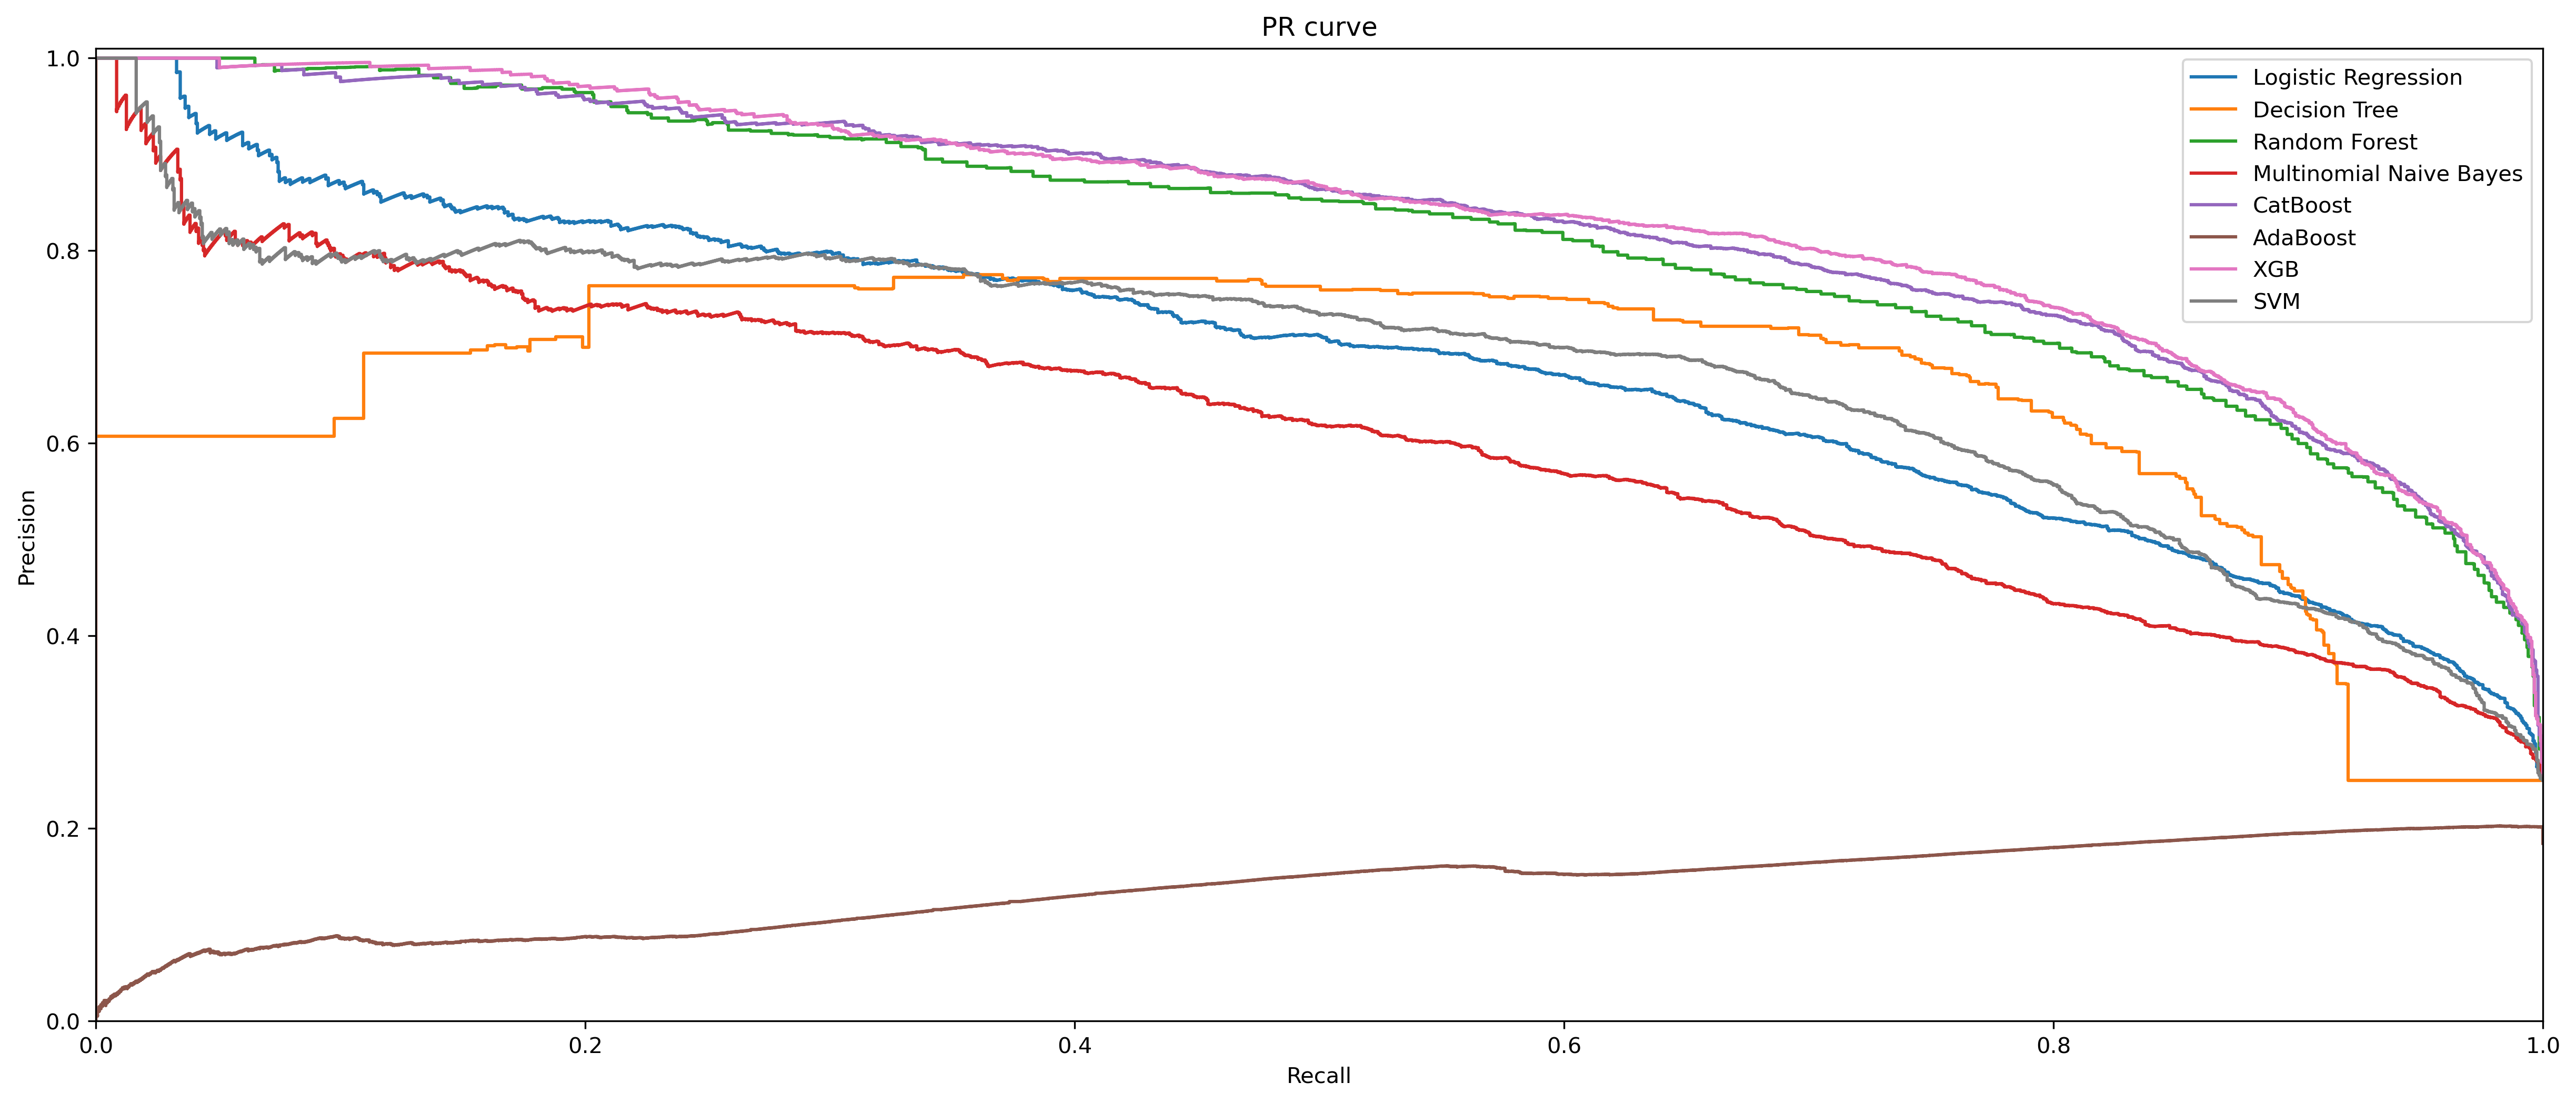 PR curve
1.0
0.8
0.6
0.4
0.2
0.0
Precision
0.0 0.2 0.4 0.6 0.8 1.0
Recall
Logistic Regression
Decision Tree
Random Forest
Multinomial Naive Bayes
CatBoost
AdaBoost
XGB
SVM